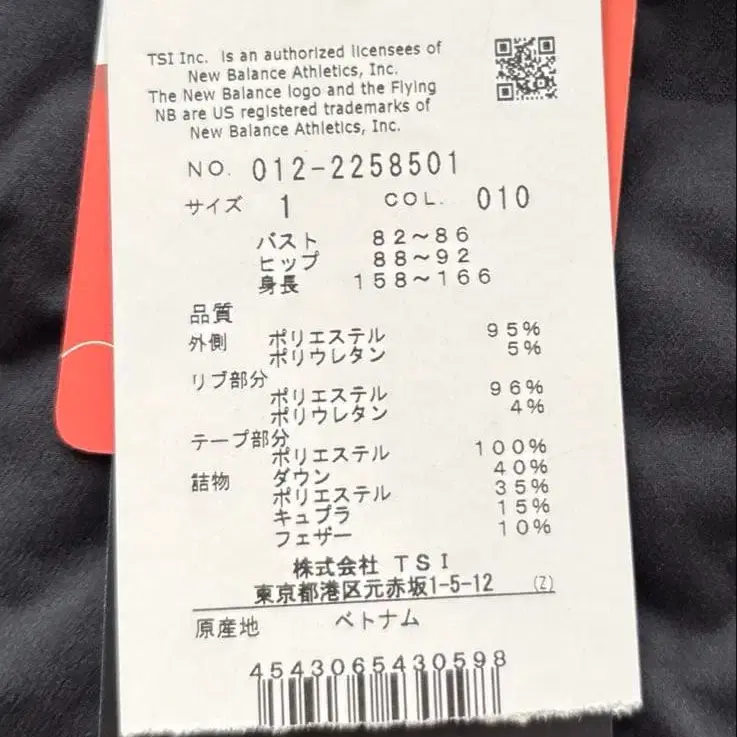 TSI Inc. is an authorized licensees of
New Balance Athletics, Inc.
The New Balance logo and the Flying
NB are US registered trademarks of
New Balance Athletics, Inc.
NO. 012-2258501
サイズ 1 COL. 010
バスト 82～86
ヒップ 88～92
身長 158～166
品質
外側 ポリエステル 95%
ポリウレタン 5%
リブ部分
ポリエステル 96%
ポリウレタン 4%
テープ部分
ポリエステル 100%
詰物 ダウン 40%
ポリエステル 35%
キュプラ 15%
フェザー 10%
株式会社 TSI
東京都港区元赤坂1-5-12 (Z)
原産地 ベトナム
4543065430598